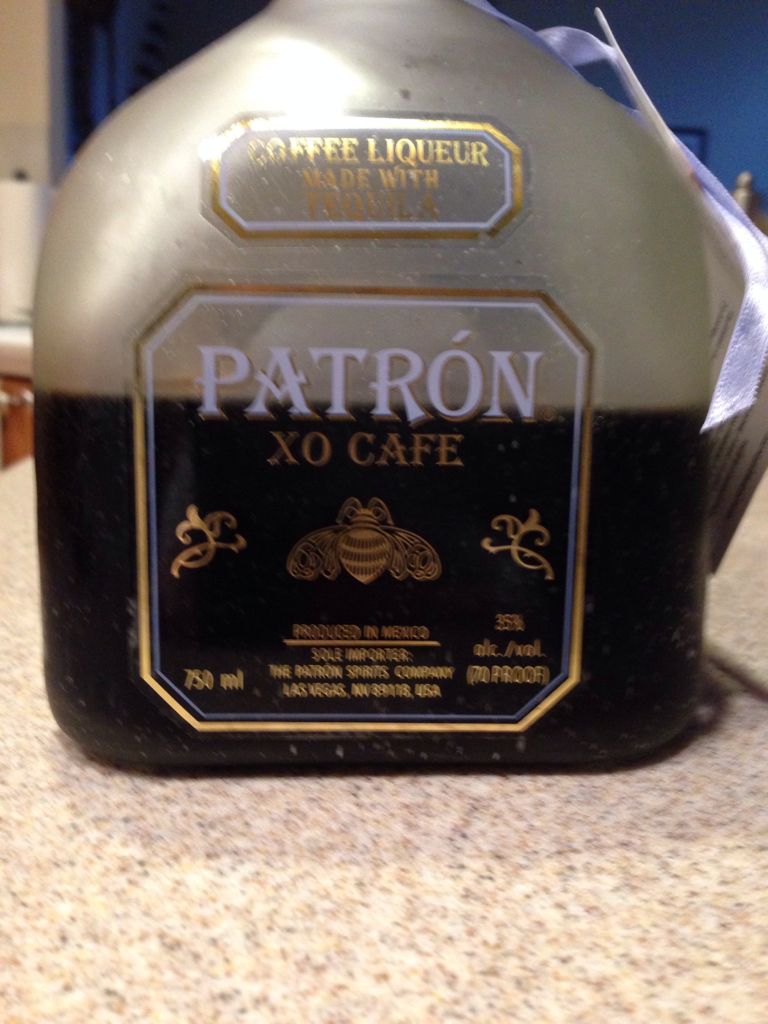 COFFEE LIQUEUR
MADE WITH
TEQUILA
PATRÓN
XO CAFE
PRODUCED IN MEXICO
SOLE IMPORTER:
THE PATRÓN SPIRITS COMPANY
LAS VEGAS, NV 89118, USA
750 ml
35%
alc./vol.
(70 PROOF)